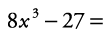 8x³ − 27 =